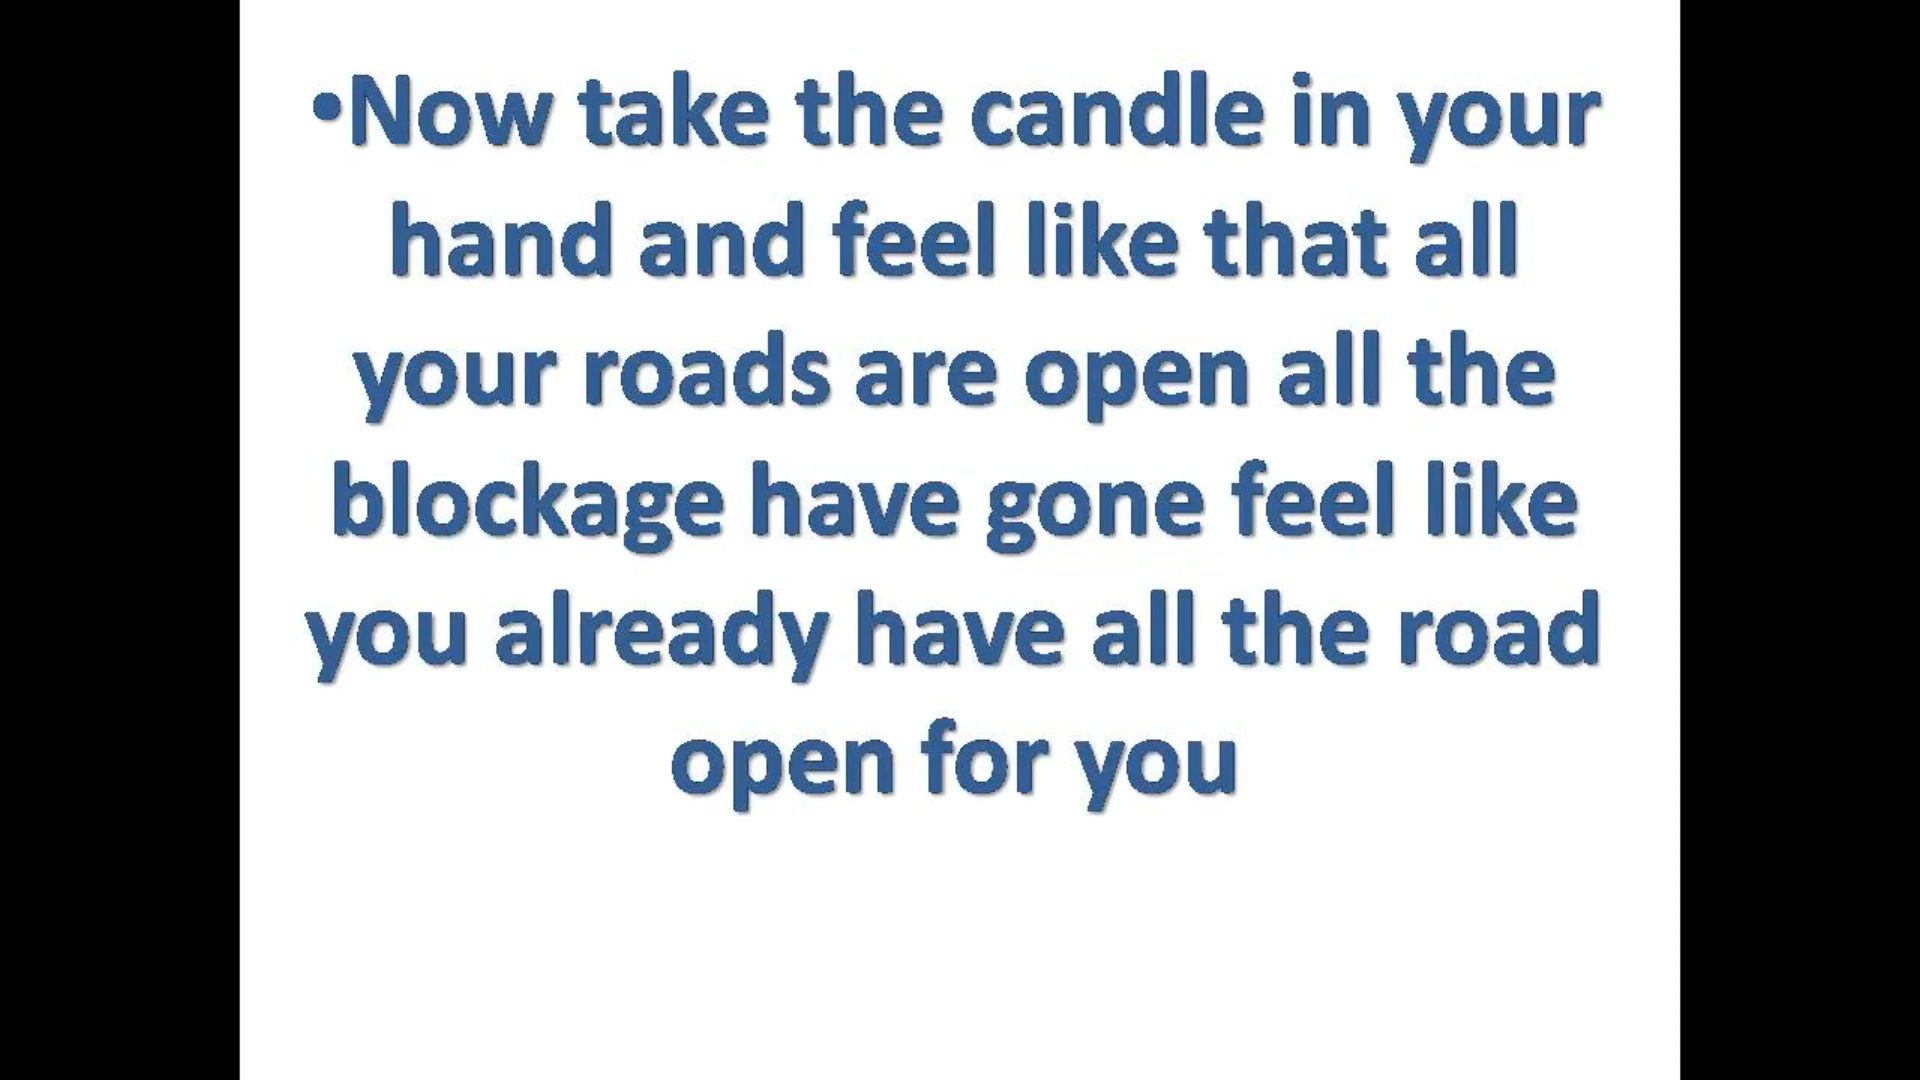 •Now take the candle in your
hand and feel like that all
your roads are open all the
blockage have gone feel like
you already have all the road
open for you